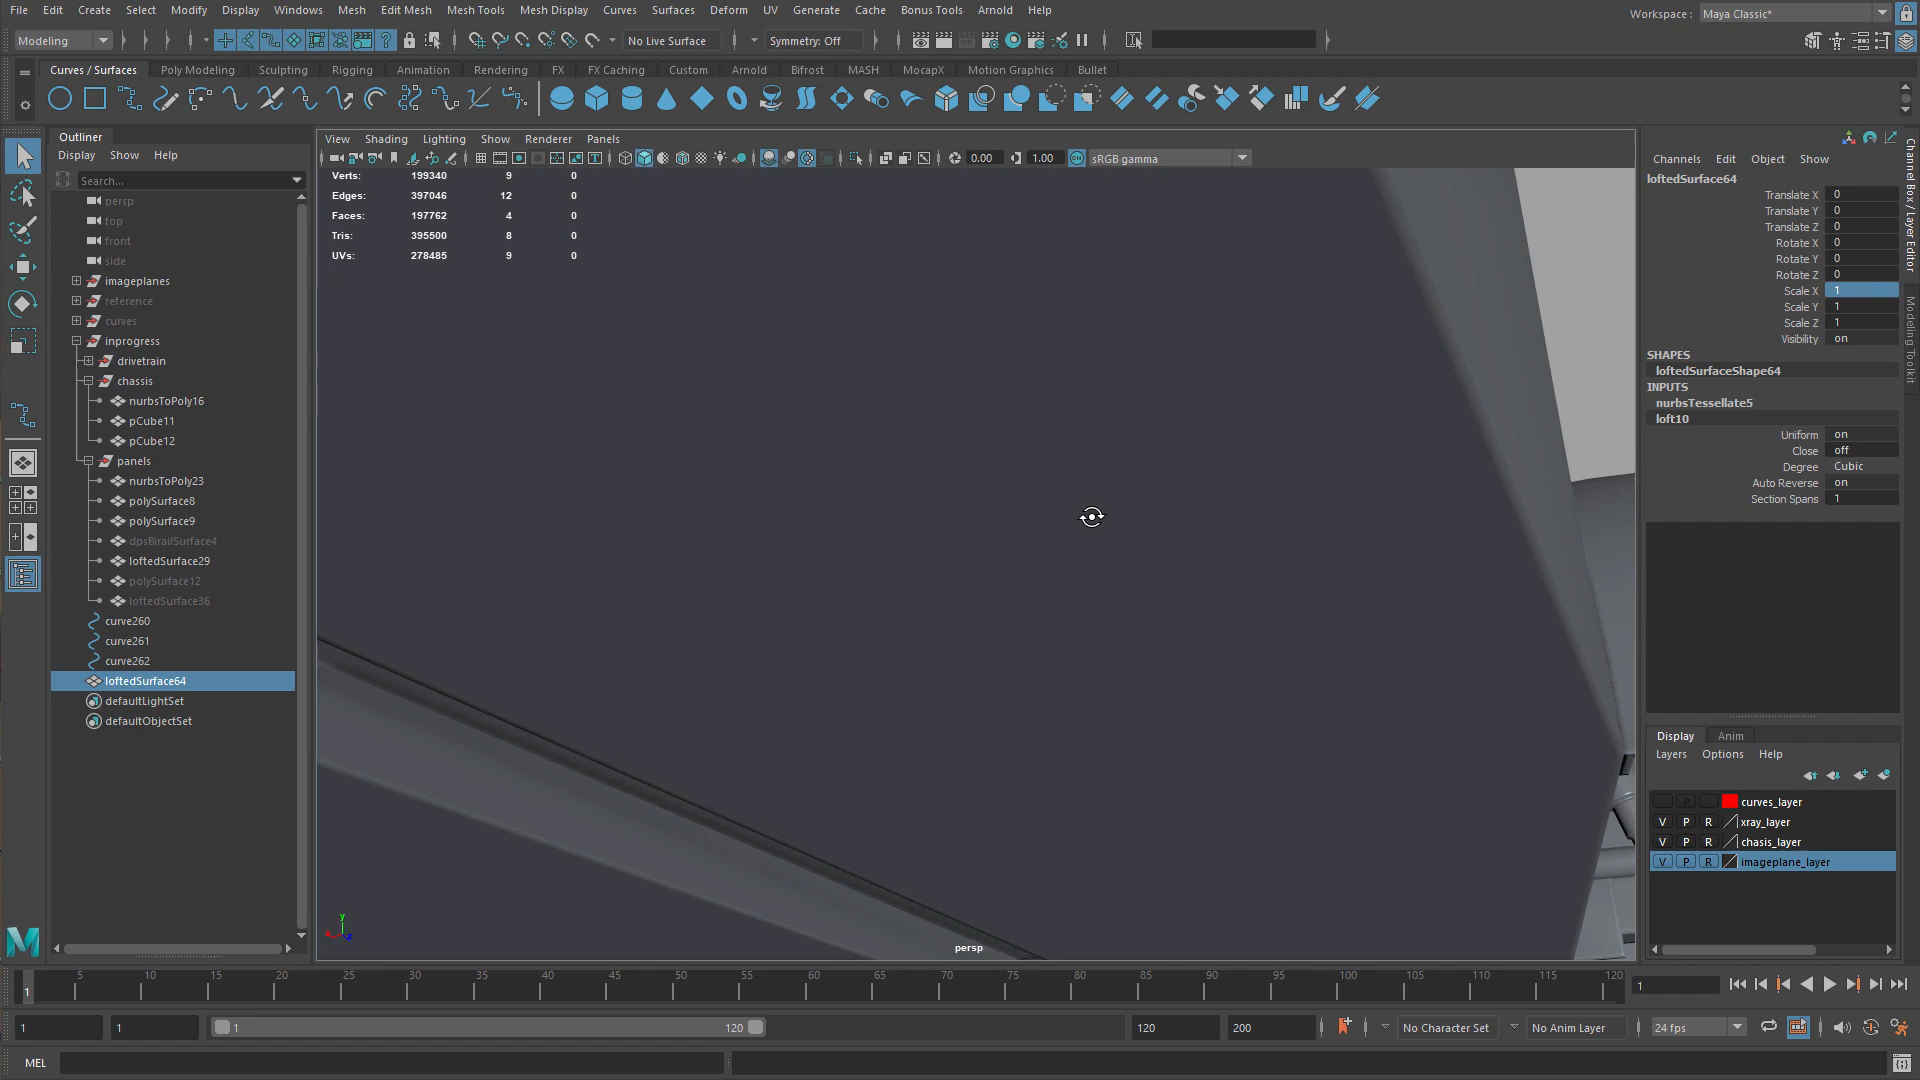 File Edit Create Select Modify Display Windows Mesh Edit Mesh Mesh Tools Mesh Display Curves Surfaces Deform UV Generate Cache Bonus Tools Arnold Help
Workspace : Maya Classic*
Modeling No Live Surface Symmetry: Off
Curves / Surfaces Poly Modeling Sculpting Rigging Animation Rendering FX FX Caching Custom Arnold Bifrost MASH MocapX Motion Graphics Bullet
Outliner
Display Show Help
Search...
persp
top
front
side
imageplanes
reference
curves
inprogress
drivetrain
chassis
nurbsToPoly16
pCube11
pCube12
panels
nurbsToPoly23
polySurface8
polySurface9
dpsBirailSurface4
loftedSurface29
polySurface12
loftedSurface36
curve260
curve261
curve262
loftedSurface64
defaultLightSet
defaultObjectSet
View Shading Lighting Show Renderer Panels
0.00 1.00 ON sRGB gamma
Verts: 199340 9 0
Edges: 397046 12 0
Faces: 197762 4 0
Tris: 395500 8 0
UVs: 278485 9 0
y
persp
Channels Edit Object Show
loftedSurface64
Translate X 0
Translate Y 0
Translate Z 0
Rotate X 0
Rotate Y 0
Rotate Z 0
Scale X 1
Scale Y 1
Scale Z 1
Visibility on
SHAPES
loftedSurfaceShape64
INPUTS
nurbsTessellate5
loft10
Uniform on
Close off
Degree Cubic
Auto Reverse on
Section Spans 1
Channel Box / Layer Editor
Modeling Toolkit
Display Anim
Layers Options Help
P curves_layer
V P R xray_layer
V P R chasis_layer
V P R imageplane_layer
1 5 10 15 20 25 30 35 40 45 50 55 60 65 70 75 80 85 90 95 100 105 110 115 120
1
1 1 1 120 120 200 No Character Set No Anim Layer 24 fps
MEL